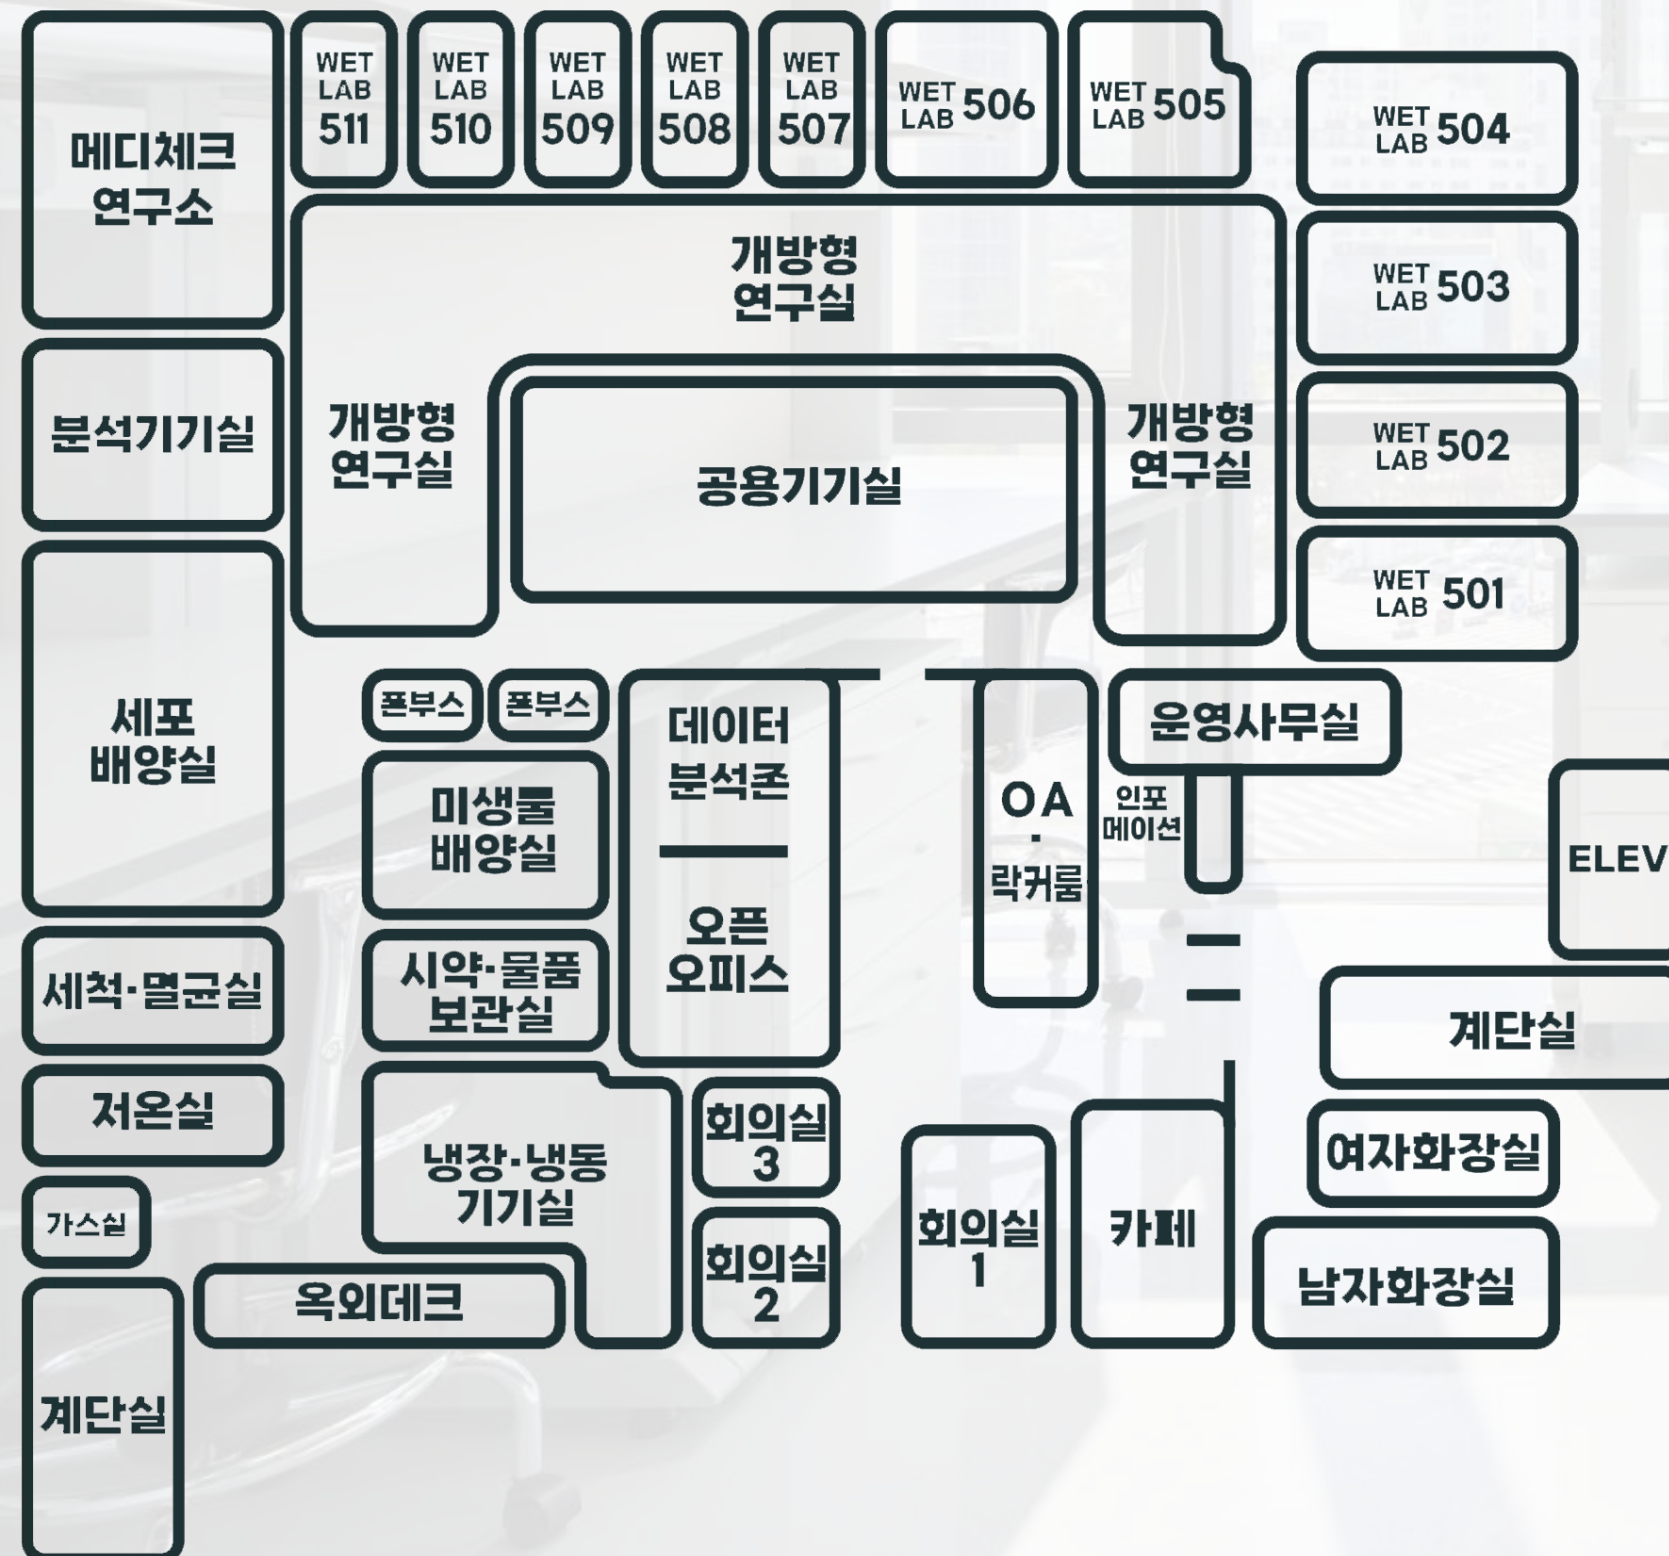 메디체크
연구소
WET
LAB
511
WET
LAB
510
WET
LAB
509
WET
LAB
508
WET
LAB
507
WET
LAB 506
WET
LAB 505
WET
LAB 504
개방형
연구실
WET
LAB 503
분석기기실
개방형
연구실
공용기기실
개방형
연구실
WET
LAB 502
WET
LAB 501
세포
배양실
폰부스
폰부스
데이터
분석존
오픈
오피스
미생물
배양실
시약·물품
보관실
OA
·
락커룸
운영사무실
인포
메이션
ELEV
세척·멸균실
계단실
저온실
냉장·냉동
기기실
회의실
3
회의실
2
회의실
1
카페
여자화장실
남자화장실
가스실
옥외데크
계단실